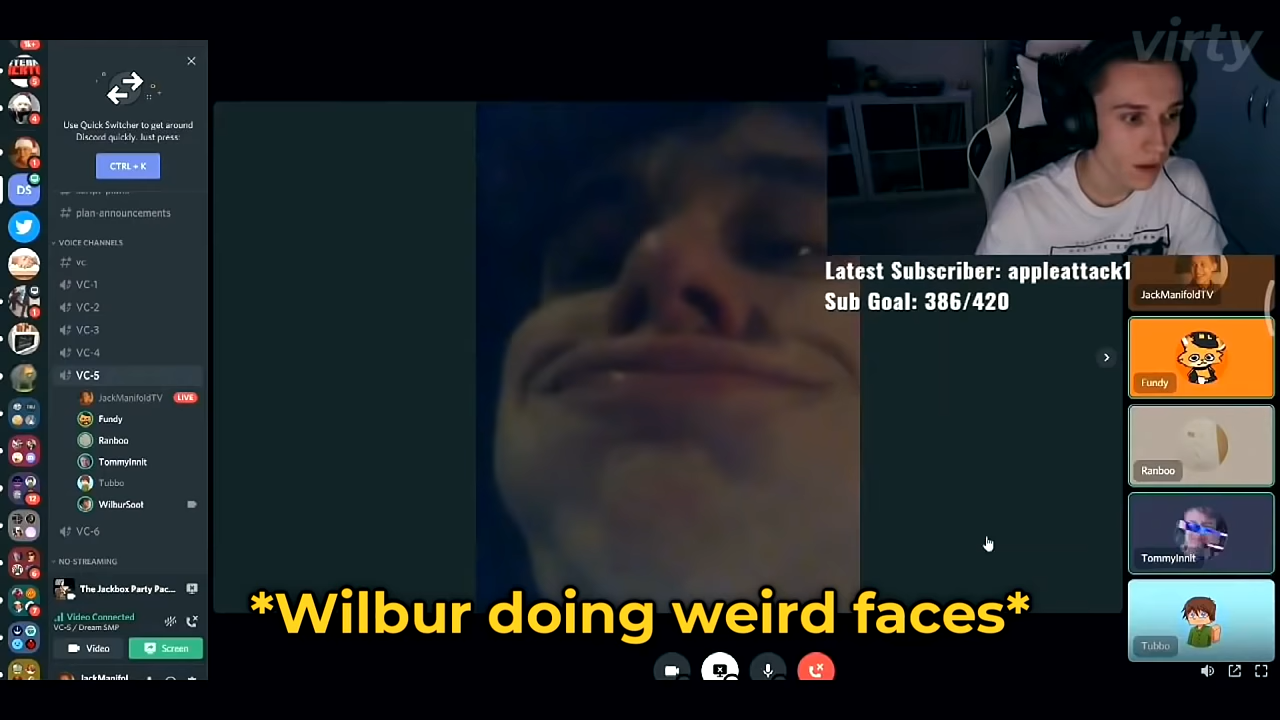 virty
Use Quick Switcher to get around
Discord quickly. Just press:
CTRL + K
DS
plan-announcements
VOICE CHANNELS
vc
VC-1
VC-2
VC-3
VC-4
VC-5
JackManifoldTV LIVE
Fundy
Ranboo
TommyInnit
Tubbo
WilburSoot
VC-6
NO-STREAMING
The Jackbox Party Pac...
Video Connected
VC-5 / Dream SMP
Video
Screen
JackManifol
Latest Subscriber: appleattack1
Sub Goal: 386/420
JackManifoldTV
Fundy
Ranboo
TommyInnit
Tubbo
*Wilbur doing weird faces*